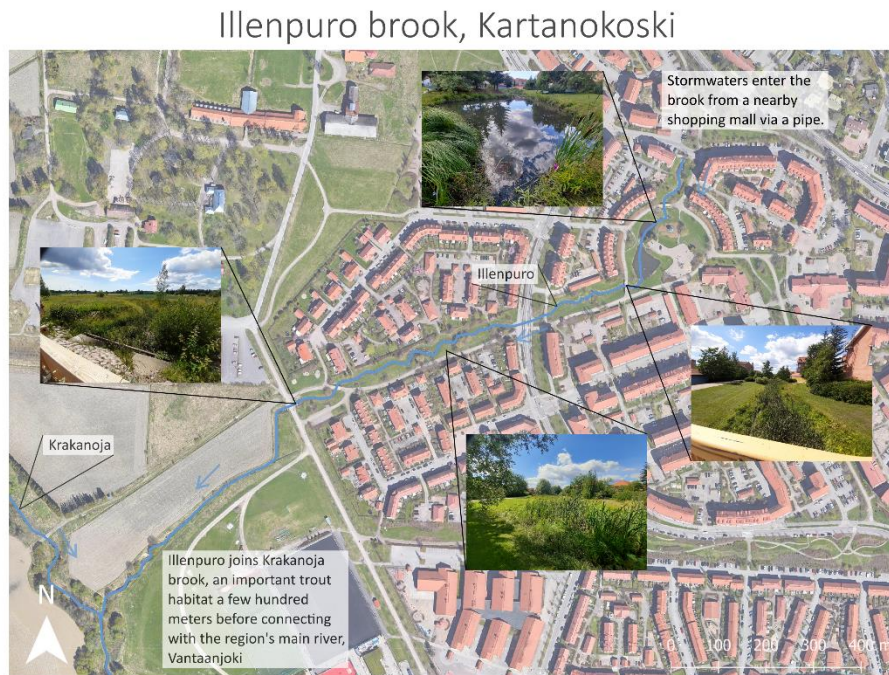 Illenpuro brook, Kartanokoski
Stormwaters enter the
brook from a nearby
shopping mall via a pipe.
Illenpuro
Krakanoja
Illenpuro joins Krakanoja
brook, an important trout
habitat a few hundred
meters before connecting
with the region's main river,
Vantaanjoki
N
0 100 200 300 400 m